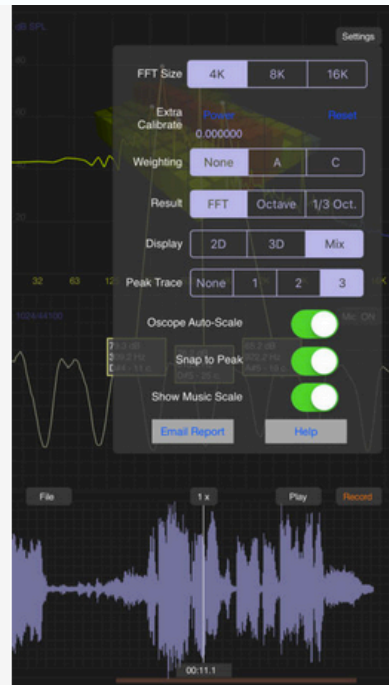 dB SPL
Settings
FFT Size 4K 8K 16K
Extra Calibrate Power Reset
0.000000
Weighting None A C
Result FFT Octave 1/3 Oct.
Display 2D 3D Mix
32 63
Peak Trace None 1 2 3
1024/44100
Oscope Auto-Scale Mic ON
Snap to Peak
Show Music Scale
Email Report Help
File 1 x Play Record
00:11.1